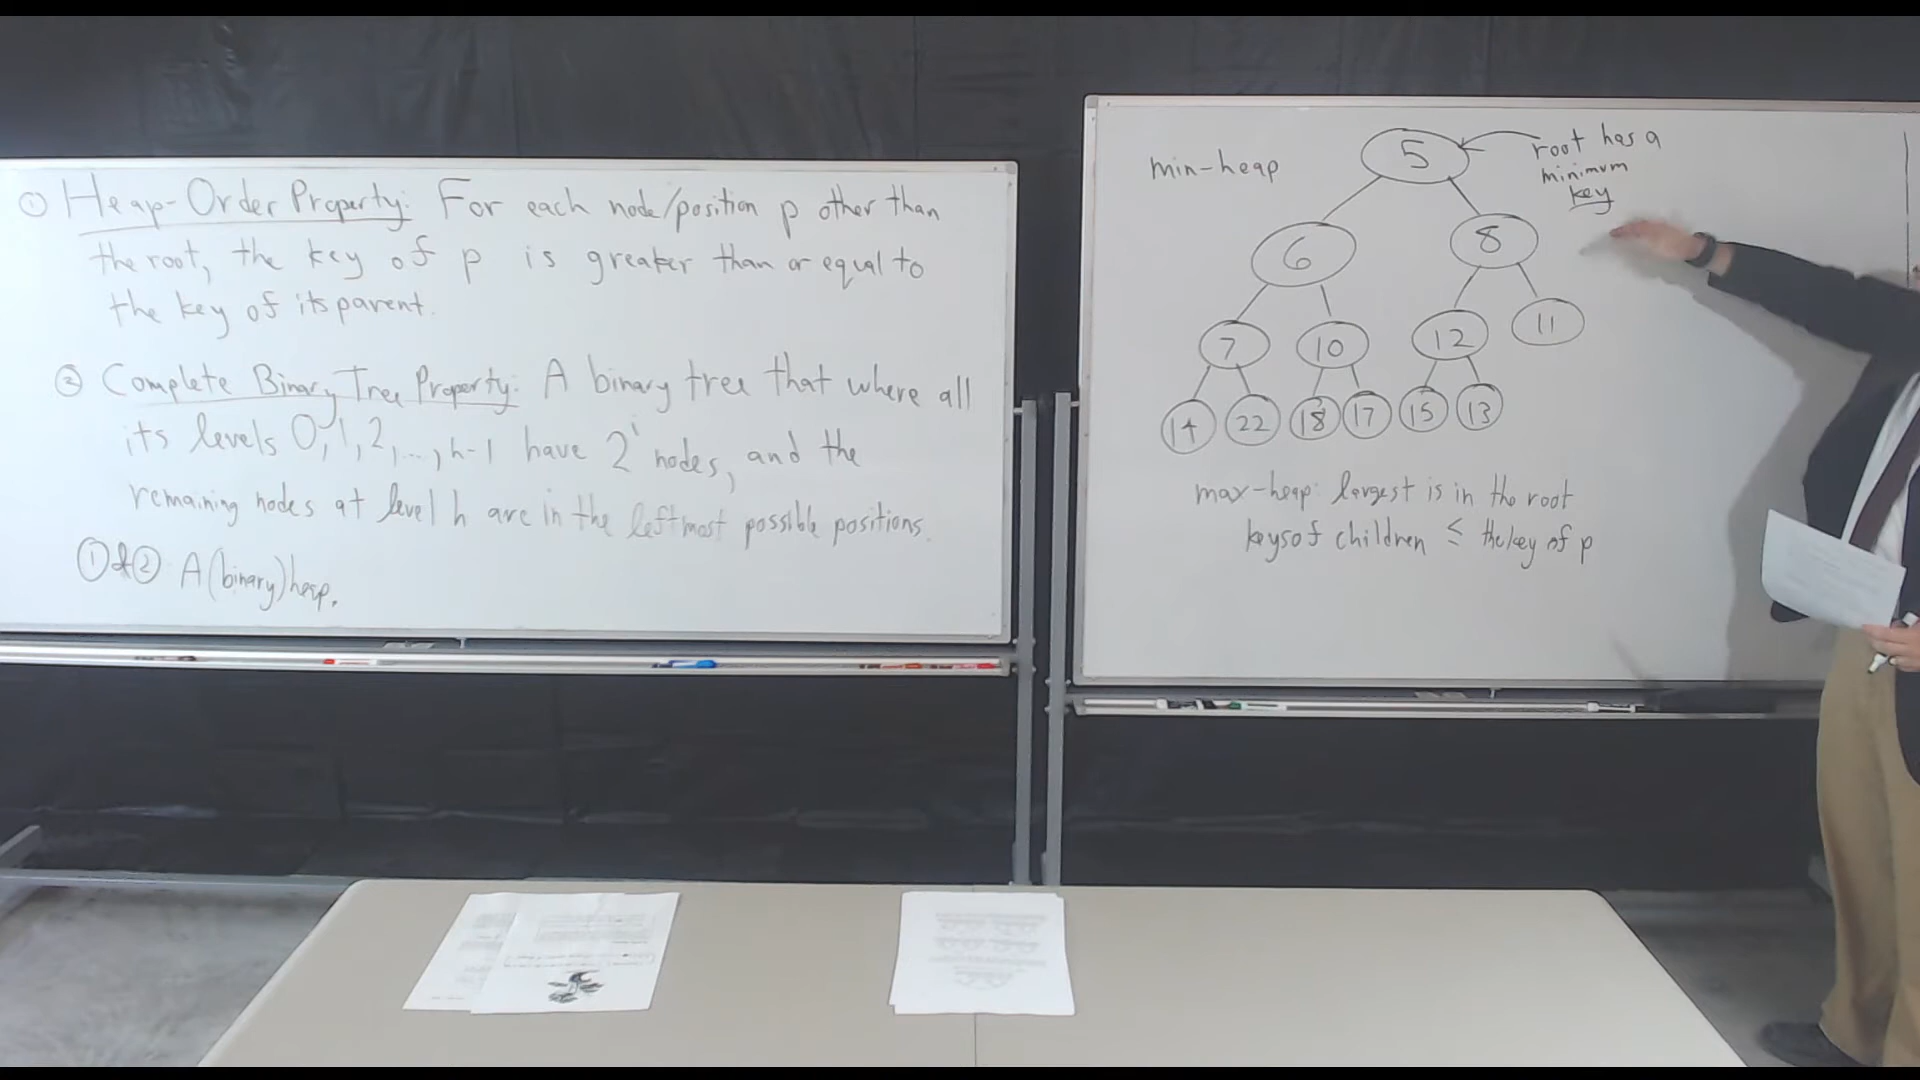 ① Heap-Order Property: For each node/position p other than
the root, the key of p is greater than or equal to
the key of its parent.
② Complete Binary Tree Property: A binary tree that where all
its levels 0, 1, 2, ..., h-1 have 2^i nodes, and the
remaining nodes at level h are in the leftmost possible positions.
① & ②: A (binary) heap.
min-heap
5
root has a
minimum
key
6 8
7 10 12 11
14 22 18 17 15 13
max-heap: largest is in the root
keys of children ≤ the key of p